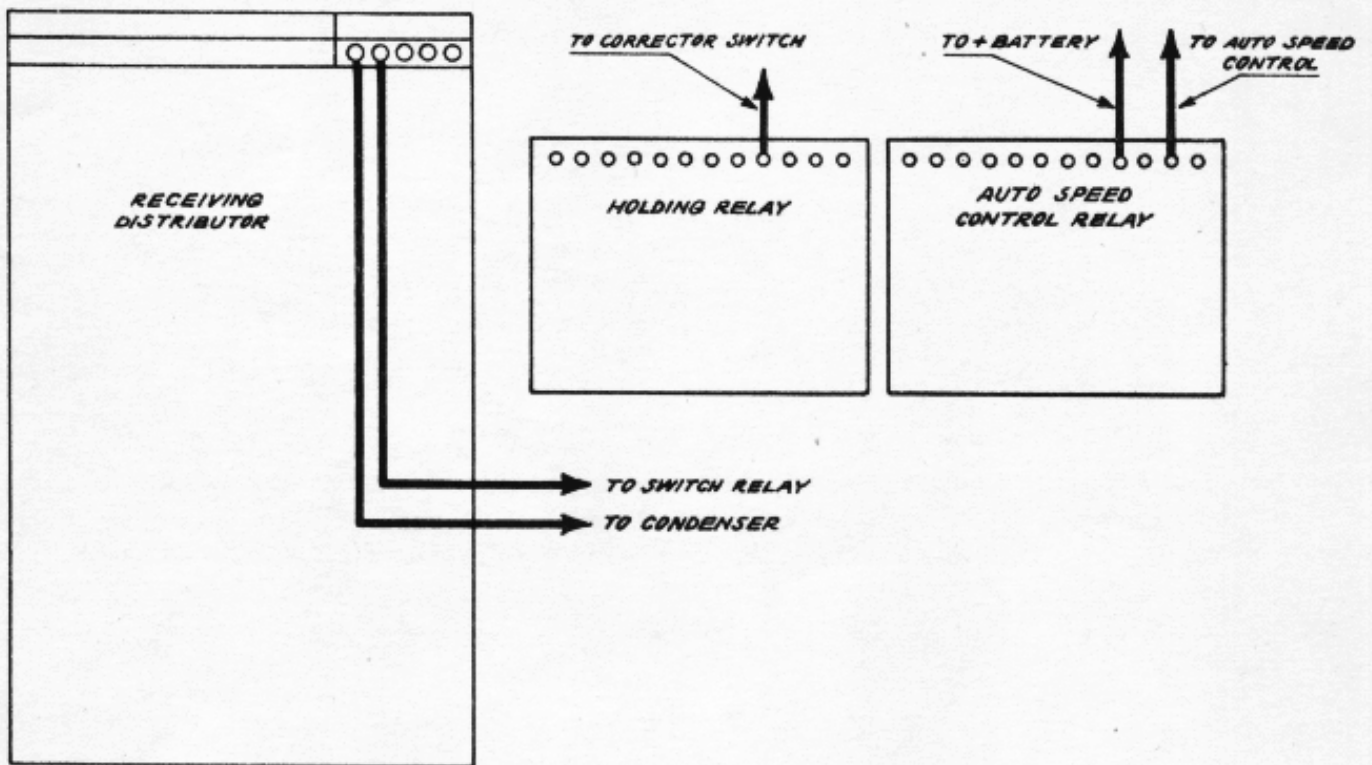 TO CORRECTOR SWITCH
TO + BATTERY
TO AUTO SPEED
CONTROL
RECEIVING
DISTRIBUTOR
HOLDING RELAY
AUTO SPEED
CONTROL RELAY
TO SWITCH RELAY
TO CONDENSER